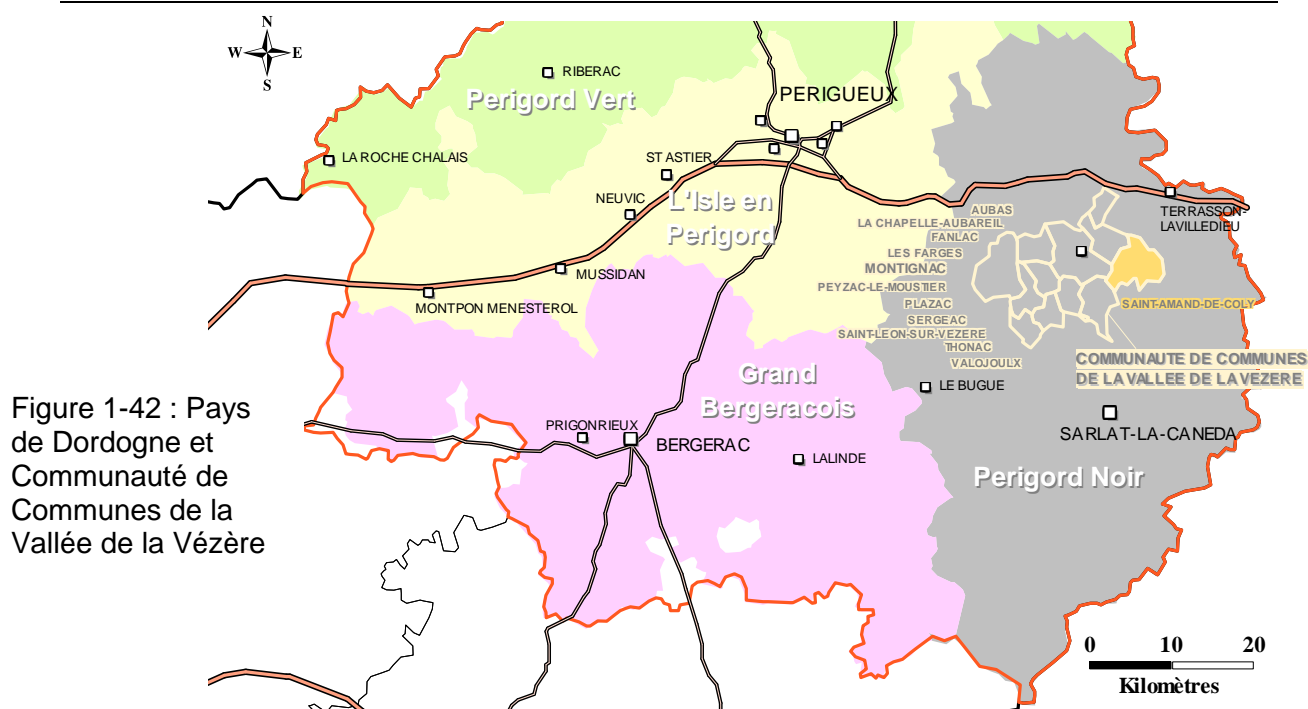 N
W E
S
RIBERAC
Perigord Vert
PERIGUEUX
LA ROCHE CHALAIS
ST ASTIER
NEUVIC
L'Isle en
Perigord
AUBAS
LA CHAPELLE-AUBAREIL
FANLAC
LES FARGES
MONTIGNAC
PEYZAC-LE-MOUSTIER
PLAZAC
SERGEAC
SAINT-LEON-SUR-VEZERE
THONAC
VALOJOULX
TERRASSON-
LAVILLEDIEU
SAINT-AMAND-DE-COLY
MUSSIDAN
MONTPON MENESTEROL
COMMUNAUTE DE COMMUNES
DE LA VALLEE DE LA VEZERE
Grand
Bergeracois
LE BUGUE
SARLAT-LA-CANEDA
PRIGONRIEUX
BERGERAC
LALINDE
Perigord Noir
Figure 1-42 : Pays
de Dordogne et
Communauté de
Communes de la
Vallée de la Vézère
0 10 20
Kilomètres